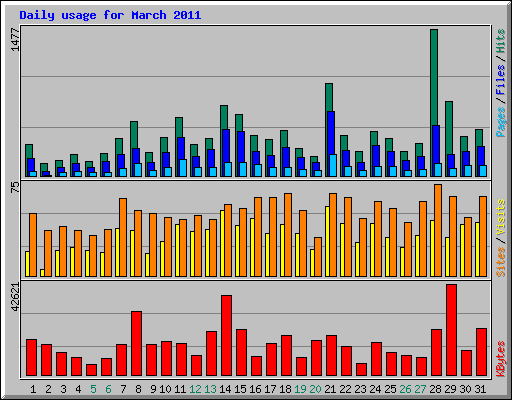 Daily usage for March 2011
1477
75
42621
Pages / Files / Hits
Sites / Visits
KBytes
1 2 3 4 5 6 7 8 9 10 11 12 13 14 15 16 17 18 19 20 21 22 23 24 25 26 27 28 29 30 31